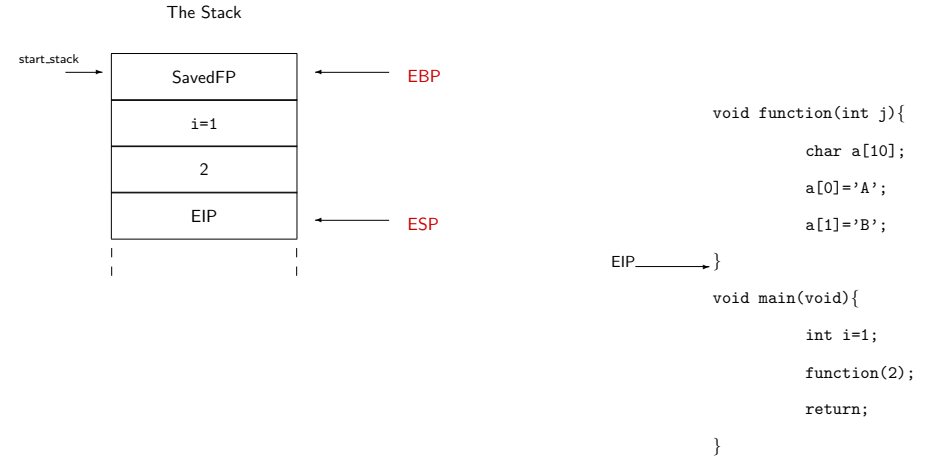 The Stack
start_stack
SavedFP
EBP
i=1
2
EIP
ESP
void function(int j){
char a[10];
a[0]='A';
a[1]='B';
EIP
}
void main(void){
int i=1;
function(2);
return;
}